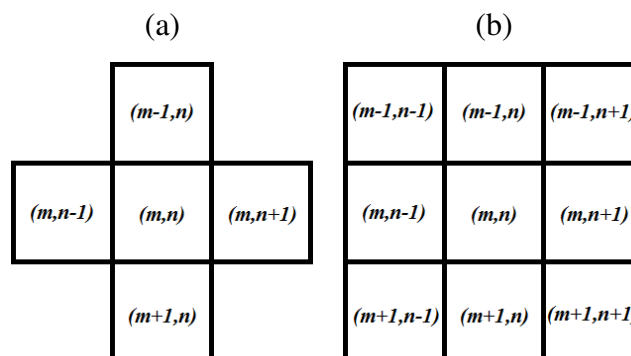 (a) (b)
(m-1,n) (m-1,n-1) (m-1,n) (m-1,n+1)
(m,n-1) (m,n) (m,n+1) (m,n-1) (m,n) (m,n+1)
(m+1,n) (m+1,n-1) (m+1,n) (m+1,n+1)